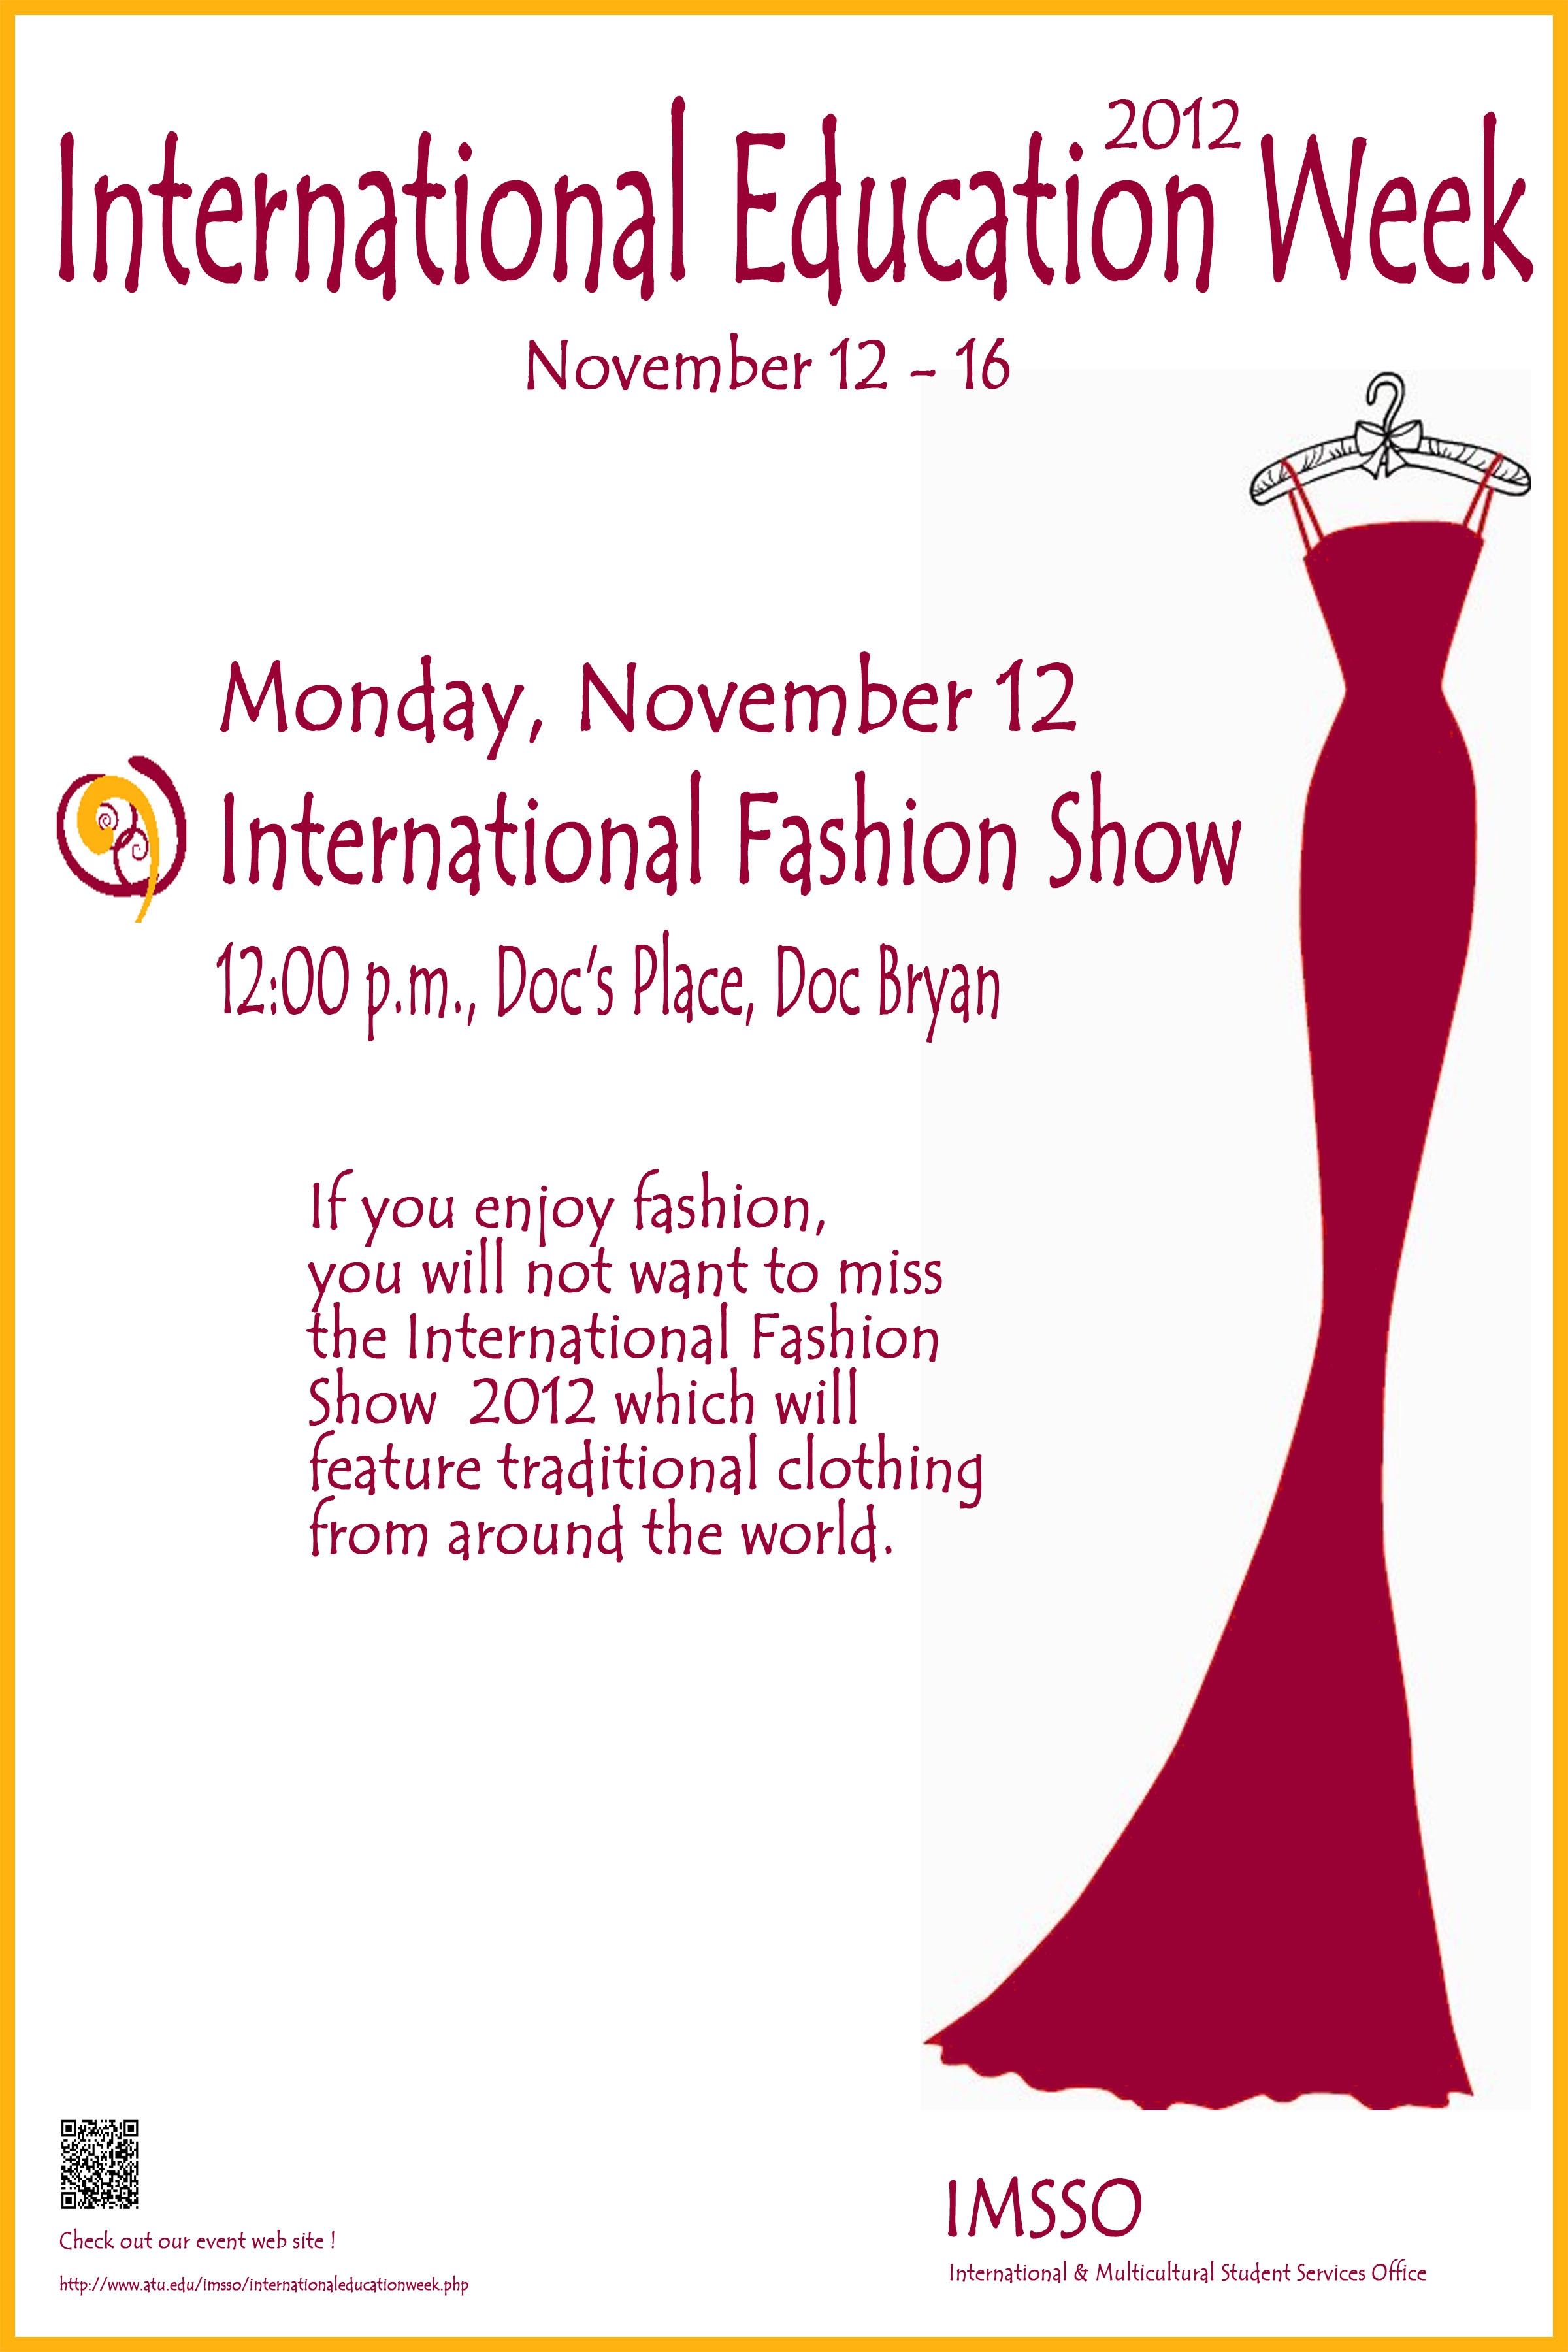 International Education 2012 Week
November 12 - 16
Monday, November 12
International Fashion Show
12:00 p.m., Doc's Place, Doc Bryan
If you enjoy fashion,
you will not want to miss
the International Fashion
Show 2012 which will
feature traditional clothing
from around the world.
Check out our event web site !
http://www.atu.edu/imsso/internationaleducationweek.php
IMSSO
International & Multicultural Student Services Office